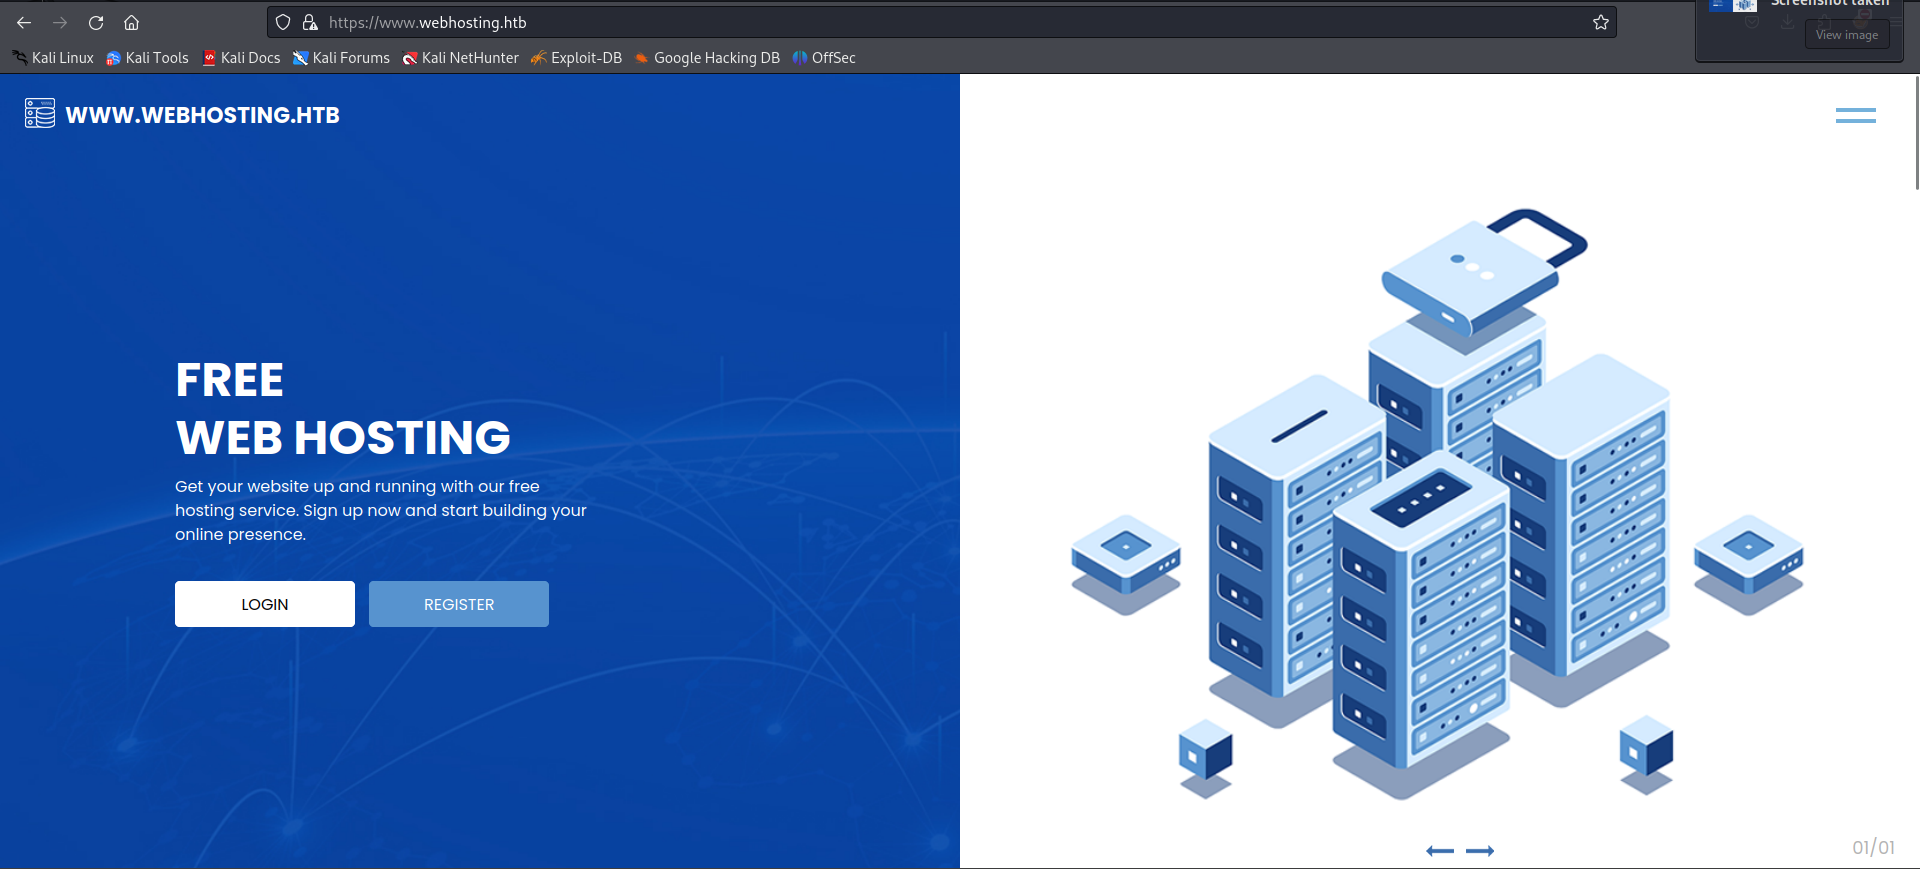 Screenshot taken
https://www.webhosting.htb
View image
Kali Linux Kali Tools Kali Docs Kali Forums Kali NetHunter Exploit-DB Google Hacking DB OffSec
WWW.WEBHOSTING.HTB
FREE
WEB HOSTING
Get your website up and running with our free
hosting service. Sign up now and start building your
online presence.
LOGIN REGISTER
01/01